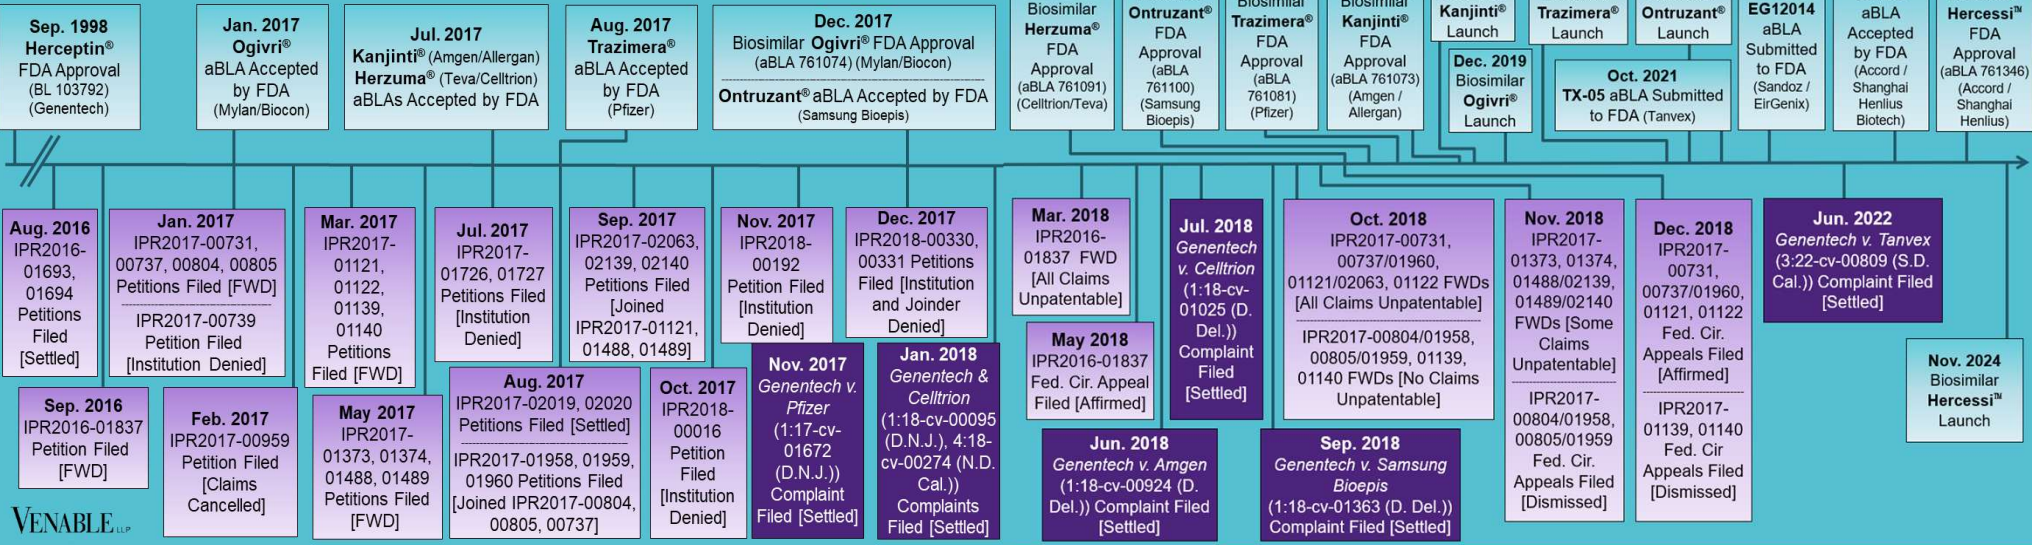 Sep. 1998
Herceptin®
FDA Approval
(BL 103792)
(Genentech)
Jan. 2017
Ogivri®
aBLA Accepted
by FDA
(Mylan/Biocon)
Jul. 2017
Kanjinti® (Amgen/Allergan)
Herzuma® (Teva/Celltrion)
aBLAs Accepted by FDA
Aug. 2017
Trazimera®
aBLA Accepted
by FDA
(Pfizer)
Dec. 2017
Biosimilar Ogivri® FDA Approval
(aBLA 761074) (Mylan/Biocon)
Ontruzant® aBLA Accepted by FDA
(Samsung Bioepis)
Biosimilar
Herzuma®
FDA
Approval
(aBLA
761091)
(Celltrion/Teva)
Ontruzant®
FDA
Approval
(aBLA
761100)
(Samsung
Bioepis)
Biosimilar
Trazimera®
FDA
Approval
(aBLA
761081)
(Pfizer)
Biosimilar
Kanjinti®
FDA
Approval
(aBLA 761073)
(Amgen /
Allergan)
Kanjinti®
Launch
Dec. 2019
Biosimilar
Ogivri®
Launch
Trazimera®
Launch
Ontruzant®
Launch
Oct. 2021
TX-05 aBLA Submitted
to FDA (Tanvex)
EG12014
aBLA
Submitted
to FDA
(Sandoz /
EirGenix)
aBLA
Accepted
by FDA
(Accord /
Shanghai
Henlius
Biotech)
Hercessi™
FDA
Approval
(aBLA 761346)
(Accord /
Shanghai
Henlius)
Aug. 2016
IPR2016-
01693,
01694
Petitions
Filed
[Settled]
Sep. 2016
IPR2016-01837
Petition Filed
[FWD]
Jan. 2017
IPR2017-00731,
00737, 00804, 00805
Petitions Filed [FWD]
IPR2017-00739
Petition Filed
[Institution Denied]
Feb. 2017
IPR2017-00959
Petition Filed
[Claims
Cancelled]
Mar. 2017
IPR2017-
01121,
01122,
01139,
01140
Petitions
Filed [FWD]
May 2017
IPR2017-
01373, 01374,
01488, 01489
Petitions Filed
[FWD]
Jul. 2017
IPR2017-
01726, 01727
Petitions Filed
[Institution
Denied]
Aug. 2017
IPR2017-02019, 02020
Petitions Filed [Settled]
IPR2017-01958, 01959,
01960 Petitions Filed
[Joined IPR2017-00804,
00805, 00737]
Sep. 2017
IPR2017-02063,
02139, 02140
Petitions Filed
[Joined
IPR2017-01121,
01488, 01489]
Oct. 2017
IPR2018-
00016
Petition
Filed
[Institution
Denied]
Nov. 2017
IPR2018-
00192
Petition Filed
[Institution
Denied]
Nov. 2017
Genentech v.
Pfizer
(1:17-cv-
01672
(D.N.J.))
Complaint
Filed [Settled]
Dec. 2017
IPR2018-00330,
00331 Petitions
Filed [Institution
and Joinder
Denied]
Jan. 2018
Genentech &
Celltrion
(1:18-cv-00095
(D.N.J.), 4:18-
cv-00274 (N.D.
Cal.))
Complaints
Filed [Settled]
Mar. 2018
IPR2016-
01837 FWD
[All Claims
Unpatentable]
May 2018
IPR2016-01837
Fed. Cir. Appeal
Filed [Affirmed]
Jun. 2018
Genentech v. Amgen
(1:18-cv-00924 (D.
Del.)) Complaint Filed
[Settled]
Jul. 2018
Genentech
v. Celltrion
(1:18-cv-
01025 (D.
Del.))
Complaint
Filed
[Settled]
Sep. 2018
Genentech v. Samsung
Bioepis
(1:18-cv-01363 (D. Del.))
Complaint Filed [Settled]
Oct. 2018
IPR2017-00731,
00737/01960,
01121/02063, 01122 FWDs
[All Claims Unpatentable]
IPR2017-00804/01958,
00805/01959, 01139,
01140 FWDs [No Claims
Unpatentable]
Nov. 2018
IPR2017-
01373, 01374,
01488/02139,
01489/02140
FWDs [Some
Claims
Unpatentable]
IPR2017-
00804/01958,
00805/01959
Fed. Cir.
Appeals Filed
[Dismissed]
Dec. 2018
IPR2017-
00731,
00737/01960,
01121, 01122
Fed. Cir.
Appeals Filed
[Affirmed]
IPR2017-
01139, 01140
Fed. Cir
Appeals Filed
[Dismissed]
Jun. 2022
Genentech v. Tanvex
(3:22-cv-00809 (S.D.
Cal.)) Complaint Filed
[Settled]
Nov. 2024
Biosimilar
Hercessi™
Launch
VENABLE LLP